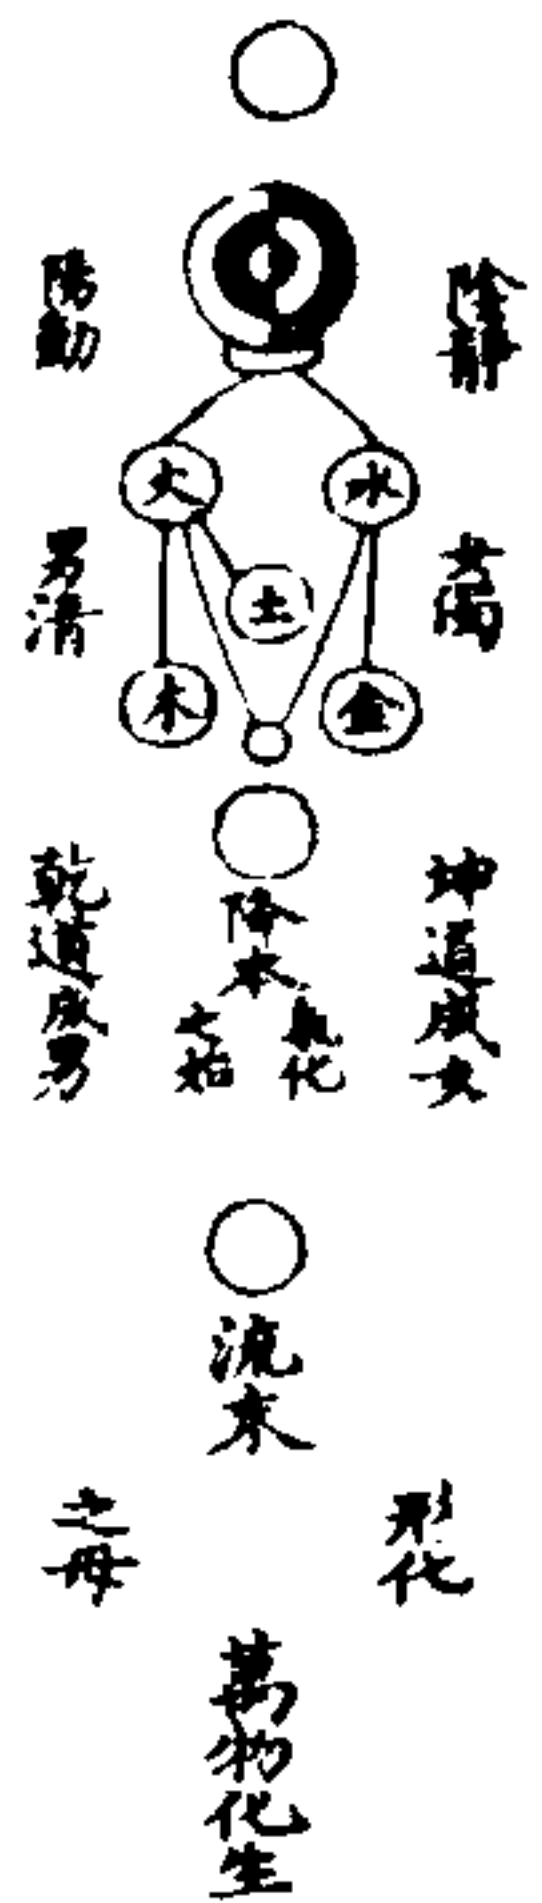 陰靜
陽動
水
火
土
金
木
女濁
男清
坤道成女
降本
氣化
之始
乾道成男
流末
形化
之母
萬物化生